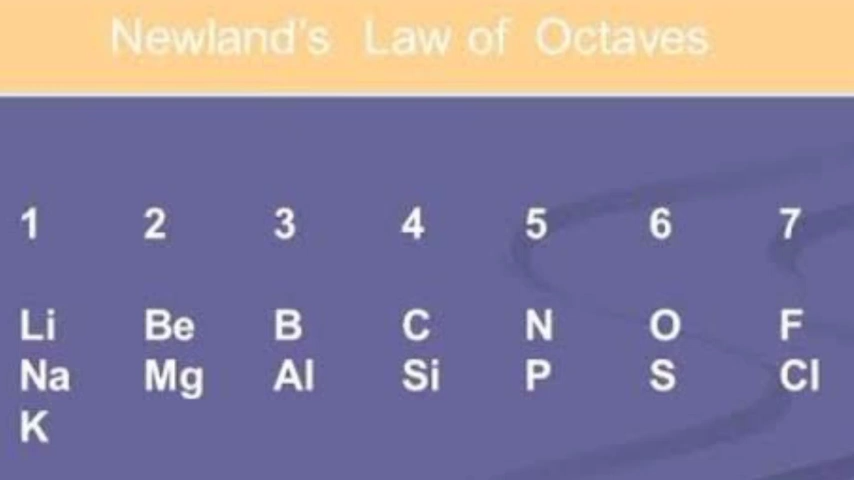 Newland's Law of Octaves
1 2 3 4 5 6 7
Li Be B C N O F
Na Mg Al Si P S Cl
K